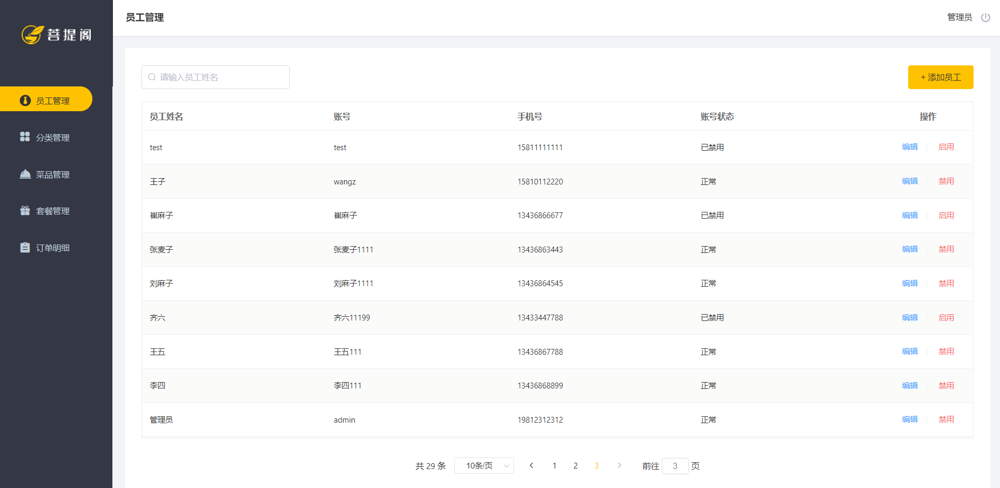 菩提阁
员工管理
分类管理
菜品管理
套餐管理
订单明细
员工管理
管理员
请输入员工姓名
+ 添加员工
员工姓名 账号 手机号 账号状态 操作
test test 15811111111 已禁用 编辑 启用
王子 wangz 15810112220 正常 编辑 禁用
崔麻子 崔麻子 13436866677 已禁用 编辑 启用
张麦子 张麦子1111 13436863443 正常 编辑 禁用
刘麻子 刘麻子1111 13436864545 正常 编辑 禁用
齐六 齐六11199 13433447788 已禁用 编辑 启用
王五 王五111 13436867788 正常 编辑 禁用
李四 李四111 13436868899 正常 编辑 禁用
管理员 admin 19812312312 正常 编辑 禁用
共 29 条 10条/页 1 2 3 前往 3 页